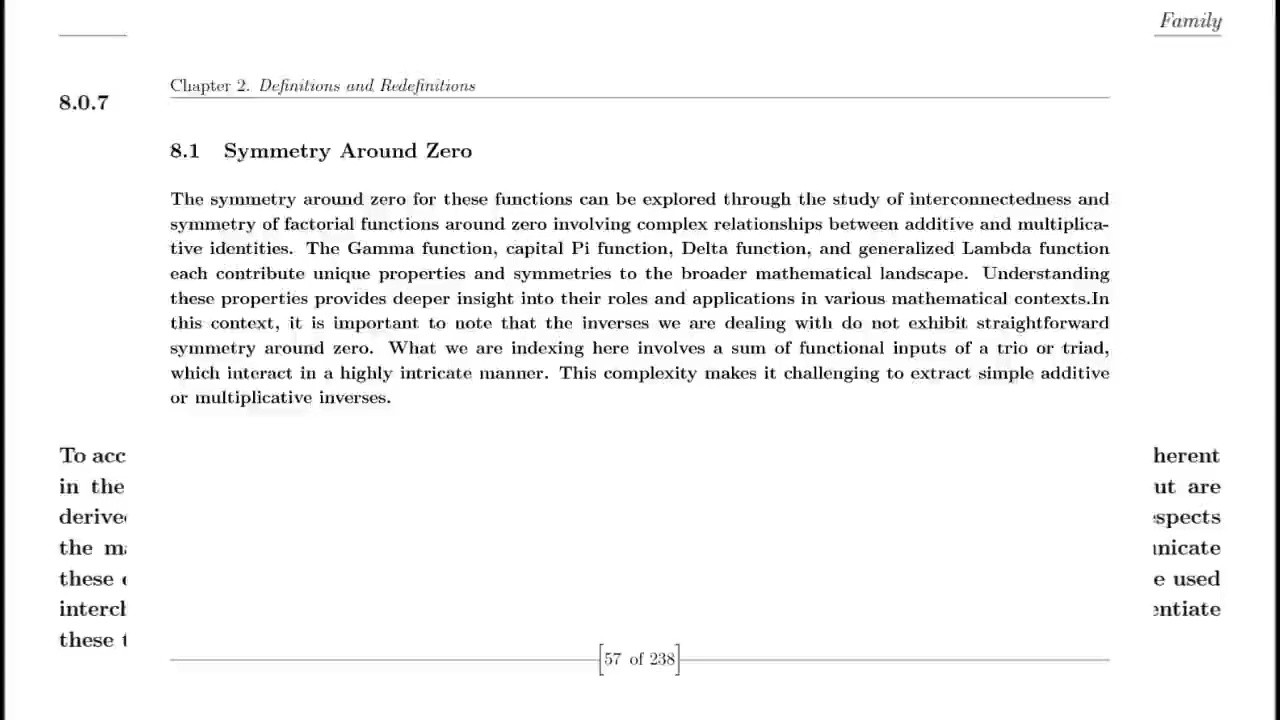 Family
Chapter 2. Definitions and Redefinitions
8.0.7
8.1 Symmetry Around Zero
The symmetry around zero for these functions can be explored through the study of interconnectedness and
symmetry of factorial functions around zero involving complex relationships between additive and multiplica-
tive identities. The Gamma function, capital Pi function, Delta function, and generalized Lambda function
each contribute unique properties and symmetries to the broader mathematical landscape. Understanding
these properties provides deeper insight into their roles and applications in various mathematical contexts.In
this context, it is important to note that the inverses we are dealing with do not exhibit straightforward
symmetry around zero. What we are indexing here involves a sum of functional inputs of a trio or triad,
which interact in a highly intricate manner. This complexity makes it challenging to extract simple additive
or multiplicative inverses.
To acc herent
in the ut are
derive spects
the m nicate
these e used
interch entiate
these t
[57 of 238]